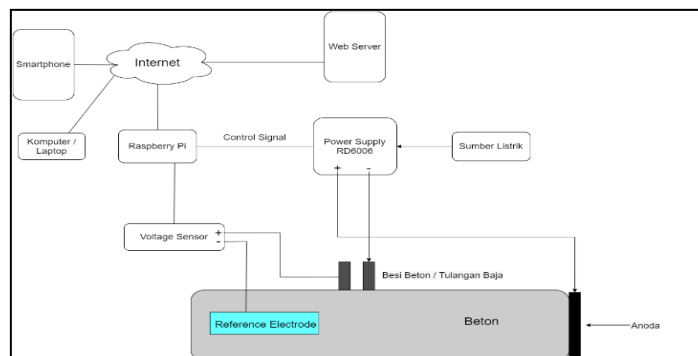 Web Server
Smartphone
Internet
Komputer /
Laptop
Raspberry Pi
Control Signal
Power Supply
RD6006
+ -
Sumber Listrik
Voltage Sensor
+
-
Besi Beton / Tulangan Baja
Reference Electrode
Beton
Anoda